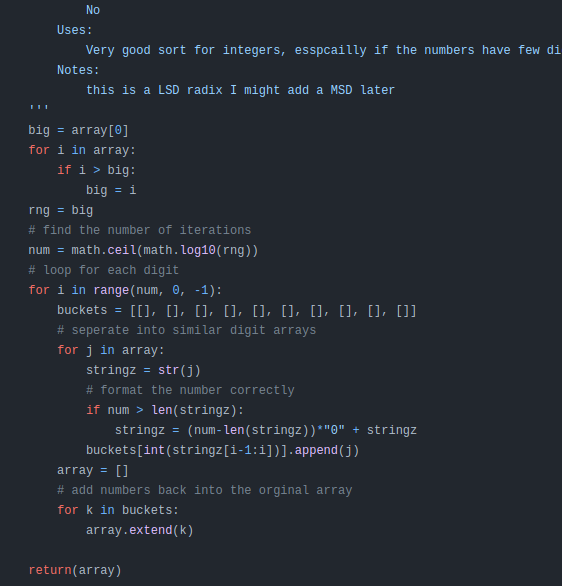 No
Uses:
Very good sort for integers, esspcailly if the numbers have few di
Notes:
this is a LSD radix I might add a MSD later
'''
big = array[0]
for i in array:
if i > big:
big = i
rng = big
# find the number of iterations
num = math.ceil(math.log10(rng))
# loop for each digit
for i in range(num, 0, -1):
buckets = [[], [], [], [], [], [], [], [], [], []]
# seperate into similar digit arrays
for j in array:
stringz = str(j)
# format the number correctly
if num > len(stringz):
stringz = (num-len(stringz))*"0" + stringz
buckets[int(stringz[i-1:i])].append(j)
array = []
# add numbers back into the orginal array
for k in buckets:
array.extend(k)
return(array)